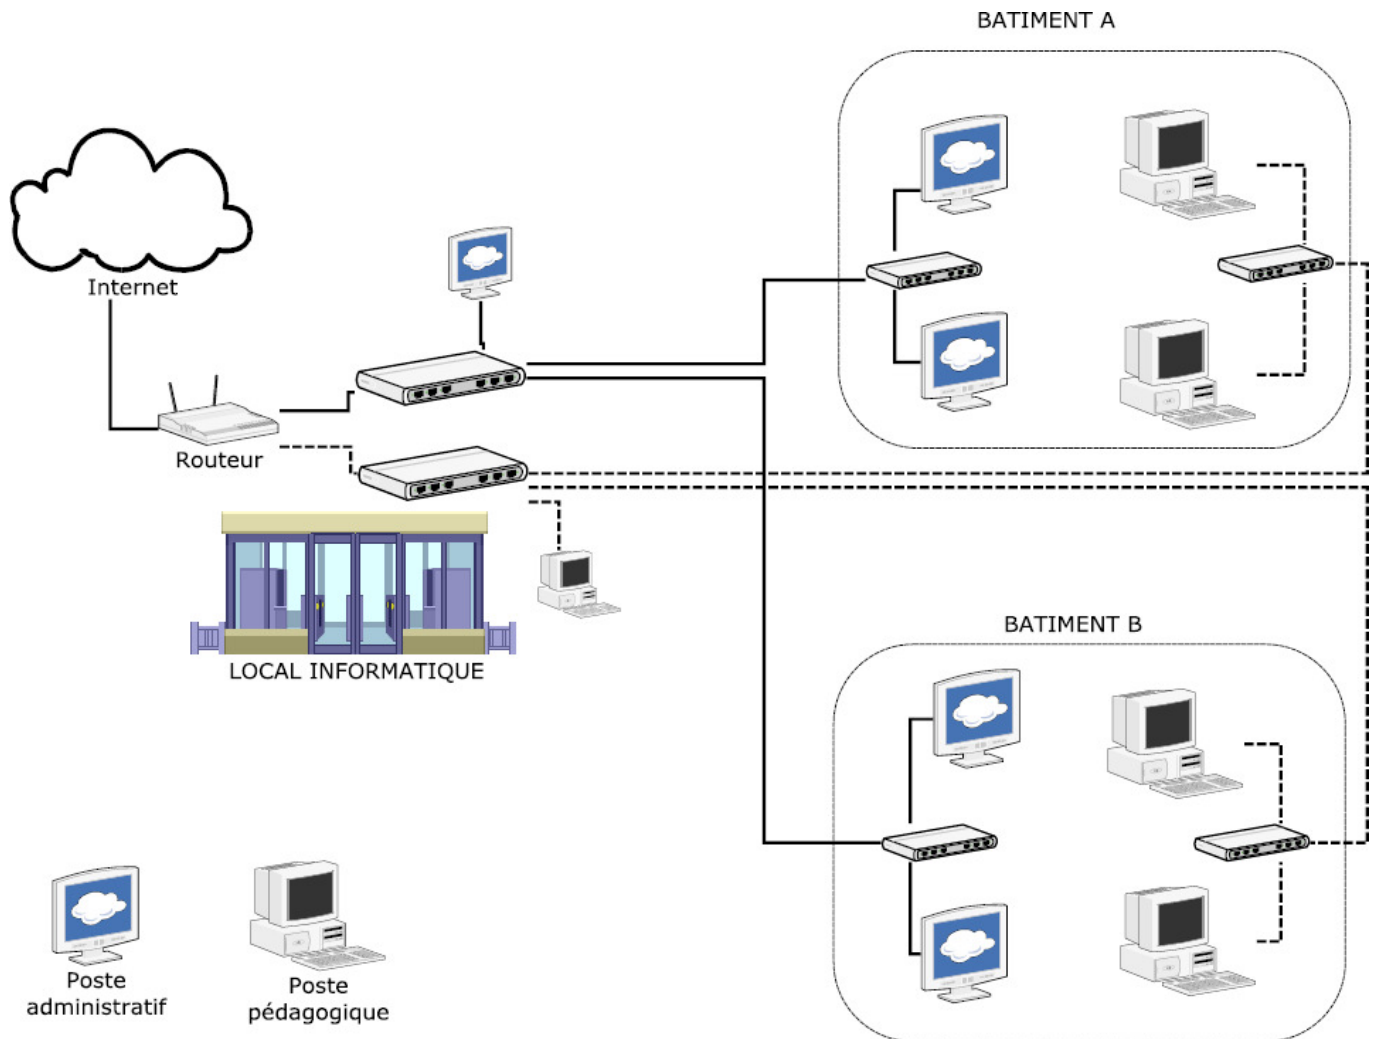 BATIMENT A
Internet
Routeur
LOCAL INFORMATIQUE
BATIMENT B
Poste
administratif
Poste
pédagogique